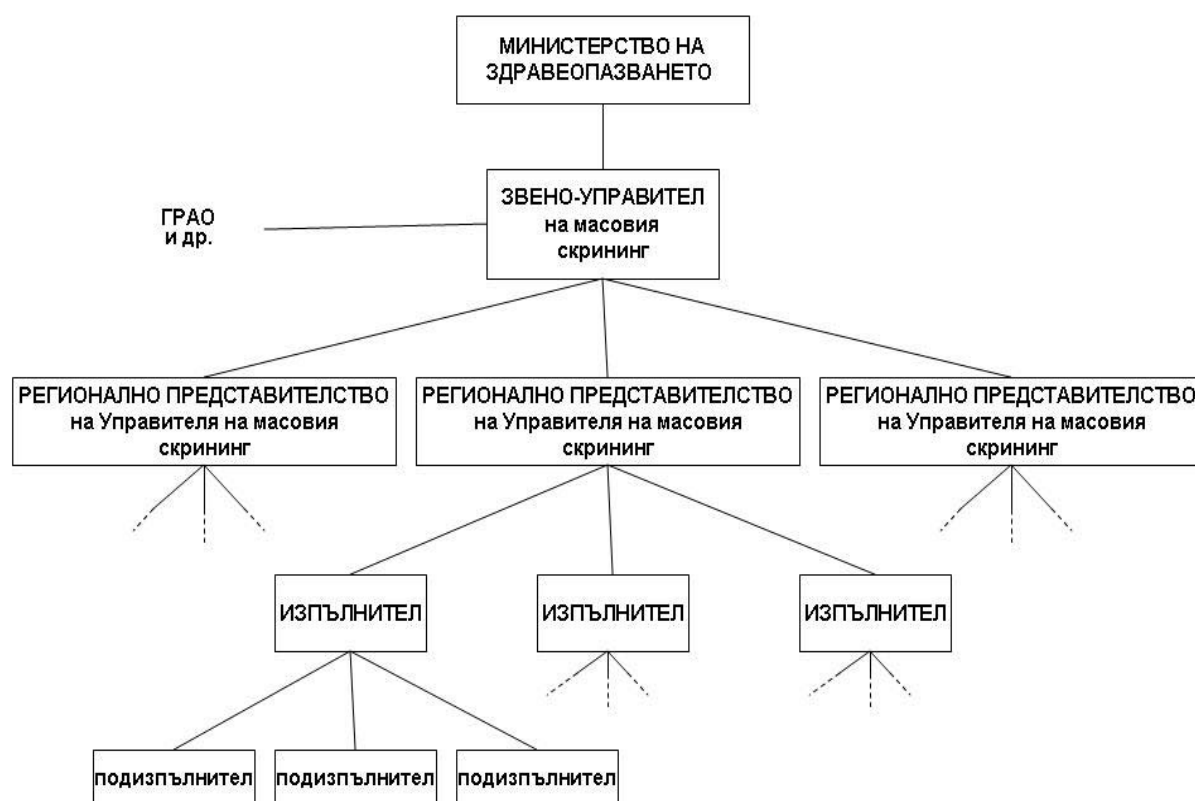 МИНИСТЕРСТВО НА
ЗДРАВЕОПАЗВАНЕТО
ЗВЕНО-УПРАВИТЕЛ
на масовия
скрининг
ГРАО
и др.
РЕГИОНАЛНО ПРЕДСТАВИТЕЛСТВО
на Управителя на масовия
скрининг
РЕГИОНАЛНО ПРЕДСТАВИТЕЛСТВО
на Управителя на масовия
скрининг
РЕГИОНАЛНО ПРЕДСТАВИТЕЛСТВО
на Управителя на масовия
скрининг
ИЗПЪЛНИТЕЛ
ИЗПЪЛНИТЕЛ
ИЗПЪЛНИТЕЛ
подизпълнител
подизпълнител
подизпълнител